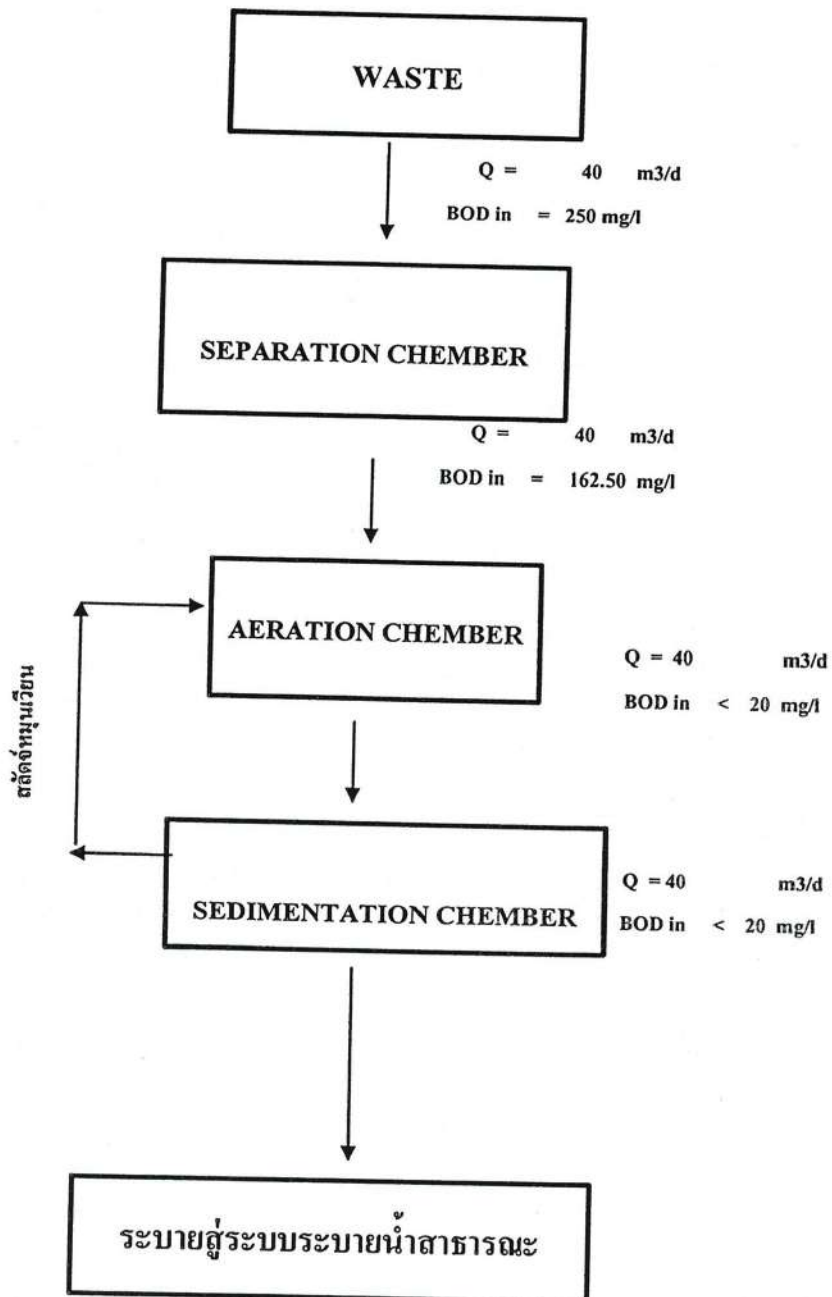 WASTE
Q = 40 m3/d
BOD in = 250 mg/l
SEPARATION CHEMBER
Q = 40 m3/d
BOD in = 162.50 mg/l
AERATION CHEMBER
Q = 40 m3/d
BOD in < 20 mg/l
สลัดจ์หมุนเวียน
SEDIMENTATION CHEMBER
Q = 40 m3/d
BOD in < 20 mg/l
ระบายสู่ระบบระบายน้ำสาธารณะ